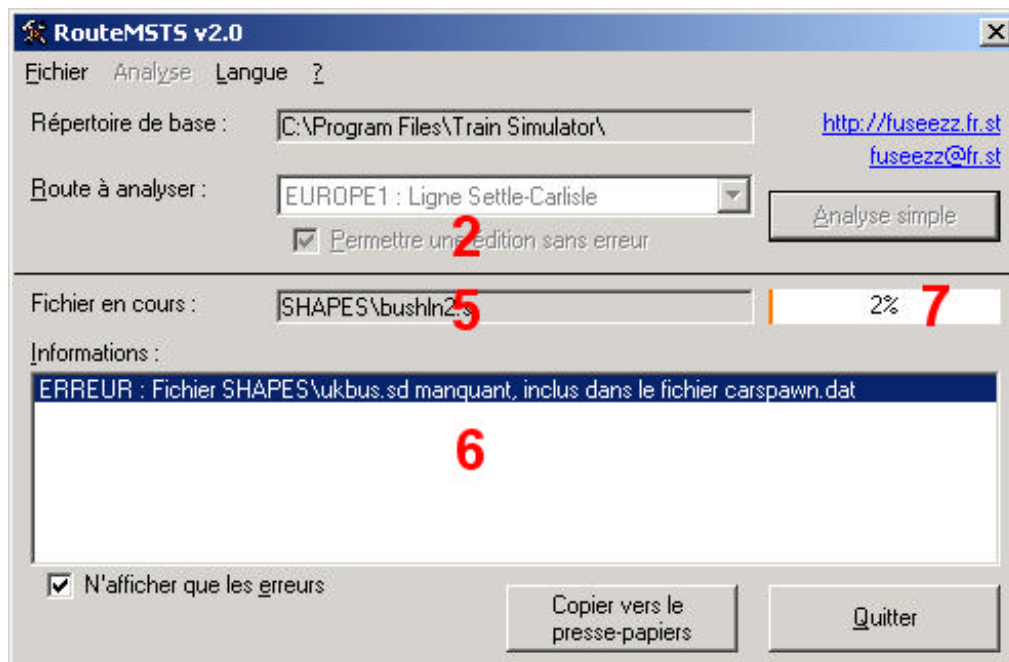 RouteMSTS v2.0
Fichier Analyse Langue ?
Répertoire de base : C:\Program Files\Train Simulator\ http://fuseezz.fr.st
fuseezz@fr.st
Route à analyser : EUROPE1 : Ligne Settle-Carlisle Analyse simple
Permettre une édition sans erreur
2
Fichier en cours : SHAPES\bushln2.s 2%
5 7
Informations :
ERREUR : Fichier SHAPES\ukbus.sd manquant, inclus dans le fichier carspawn.dat
6
N'afficher que les erreurs
Copier vers le
presse-papiers
Quitter